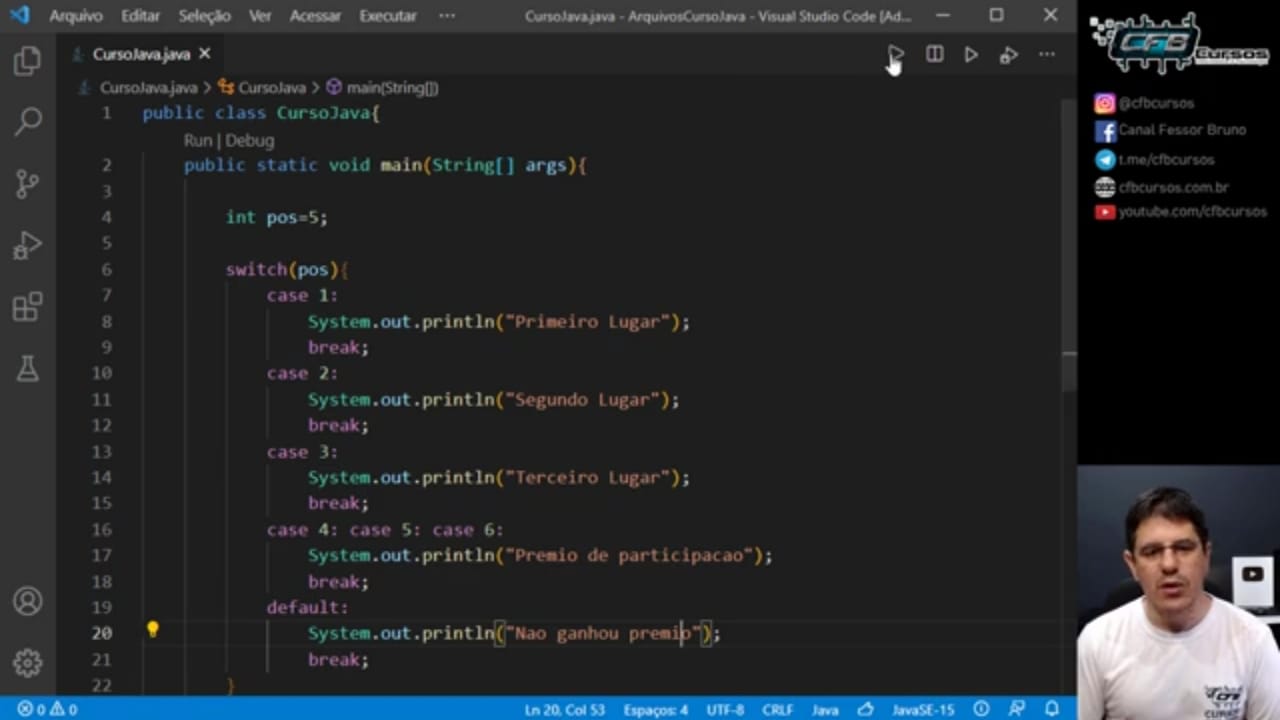 Arquivo Editar Seleção Ver Acessar Executar ··· CursoJava.java - ArquivosCursoJava - Visual Studio Code [Ad...
CursoJava.java
CursoJava.java > CursoJava > main(String[])
1 public class CursoJava{
Run | Debug
2 public static void main(String[] args){
3
4 int pos=5;
5
6 switch(pos){
7 case 1:
8 System.out.println("Primeiro Lugar");
9 break;
10 case 2:
11 System.out.println("Segundo Lugar");
12 break;
13 case 3:
14 System.out.println("Terceiro Lugar");
15 break;
16 case 4: case 5: case 6:
17 System.out.println("Premio de participacao");
18 break;
19 default:
20 System.out.println("Nao ganhou premio");
21 break;
22 }
0 0 Ln 20, Col 53 Espaços: 4 UTF-8 CRLF Java JavaSE-15
CFB Cursos
@cfbcursos
Canal Fessor Bruno
t.me/cfbcursos
cfbcursos.com.br
youtube.com/cfbcursos